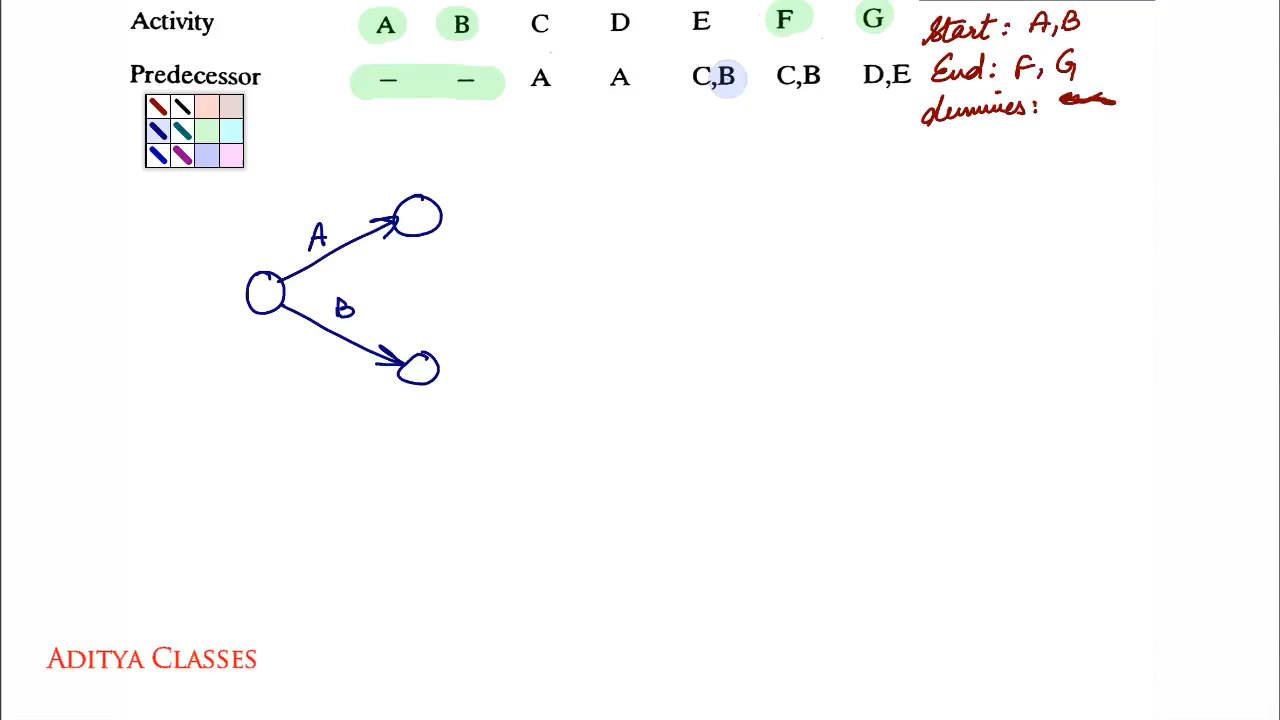 Activity A B C D E F G
Predecessor – – A A C,B C,B D,E
Start: A,B
End: F, G
dummies:
A
B
ADITYA CLASSES